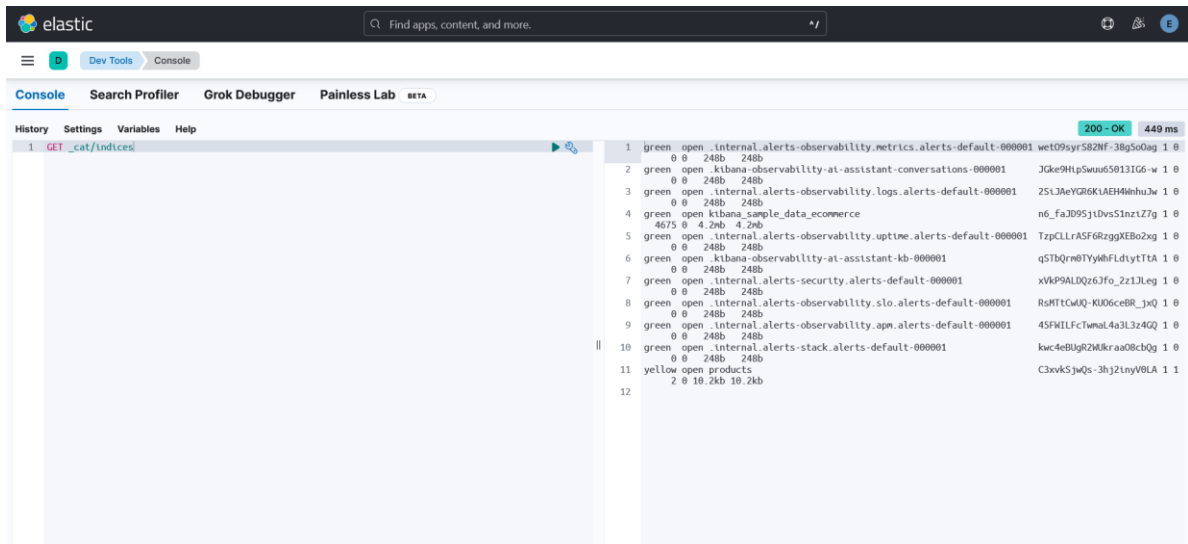 elastic
Find apps, content, and more.
^/
E
D
Dev Tools
Console
Console
Search Profiler
Grok Debugger
Painless Lab
BETA
History
Settings
Variables
Help
200 - OK
449 ms
1 GET _cat/indices
1 green open .internal.alerts-observability.metrics.alerts-default-000001 wetO9syrS82Nf-38g5oOag 1 0
0 0 248b 248b
2 green open .kibana-observability-ai-assistant-conversations-000001 JGke9HipSwuu65013IG6-w 1 0
0 0 248b 248b
3 green open .internal.alerts-observability.logs.alerts-default-000001 2SiJAeYGR6KiAEH4WnhuJw 1 0
0 0 248b 248b
4 green open kibana_sample_data_ecommerce n6_faJD9SjiDvsS1nziZ7g 1 0
4675 0 4.2mb 4.2mb
5 green open .internal.alerts-observability.uptime.alerts-default-000001 TzpCLLrASF6RzggXEBo2xg 1 0
0 0 248b 248b
6 green open .kibana-observability-ai-assistant-kb-000001 qSTbQrm0TYyWhFLdiytTtA 1 0
0 0 248b 248b
7 green open .internal.alerts-security.alerts-default-000001 xVkP9ALDQz6Jfo_2z1JLeg 1 0
0 0 248b 248b
8 green open .internal.alerts-observability.slo.alerts-default-000001 RsMTtCwUQ-KUO6ceBR_jxQ 1 0
0 0 248b 248b
9 green open .internal.alerts-observability.apm.alerts-default-000001 45FWILFcTwmaL4a3L3z4GQ 1 0
0 0 248b 248b
10 green open .internal.alerts-stack.alerts-default-000001 kwc4eBUgR2WUkraaO8cbQg 1 0
0 0 248b 248b
11 yellow open products C3xvkSjwQs-3hj2inyV0LA 1 1
2 0 10.2kb 10.2kb
12